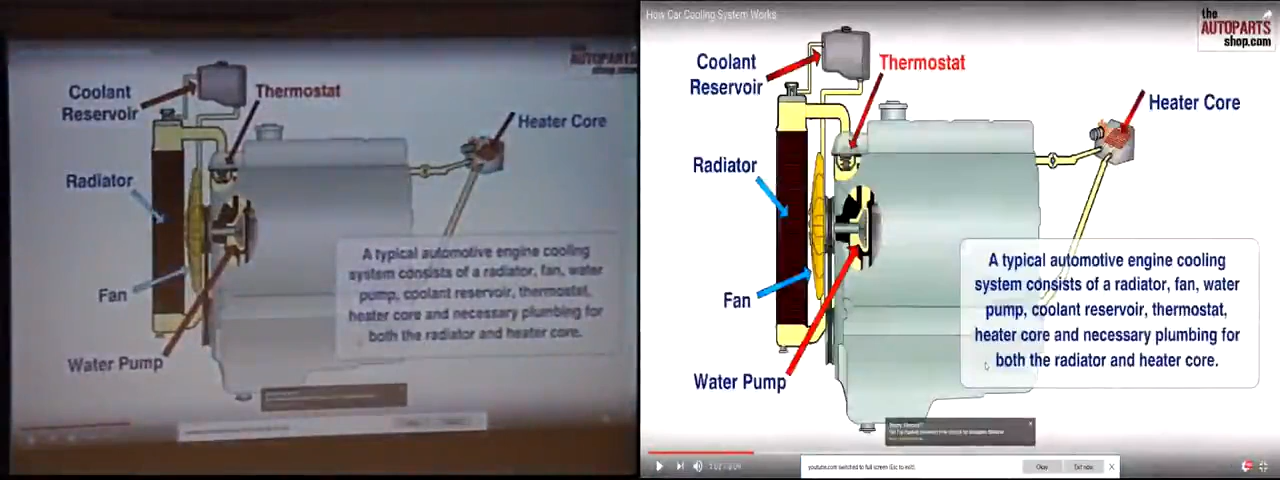 AUTOPARTS
shop.com
Coolant
Reservoir
Thermostat
Heater Core
Radiator
Fan
Water Pump
A typical automotive engine cooling
system consists of a radiator, fan, water
pump, coolant reservoir, thermostat,
heater core and necessary plumbing for
both the radiator and heater core.
How Car Cooling System Works
the
AUTOPARTS
shop.com
Coolant
Reservoir
Thermostat
Heater Core
Radiator
Fan
Water Pump
A typical automotive engine cooling
system consists of a radiator, fan, water
pump, coolant reservoir, thermostat,
heater core and necessary plumbing for
both the radiator and heater core.
youtube.com switched to full screen (Esc to exit).
Okay
Exit now
X